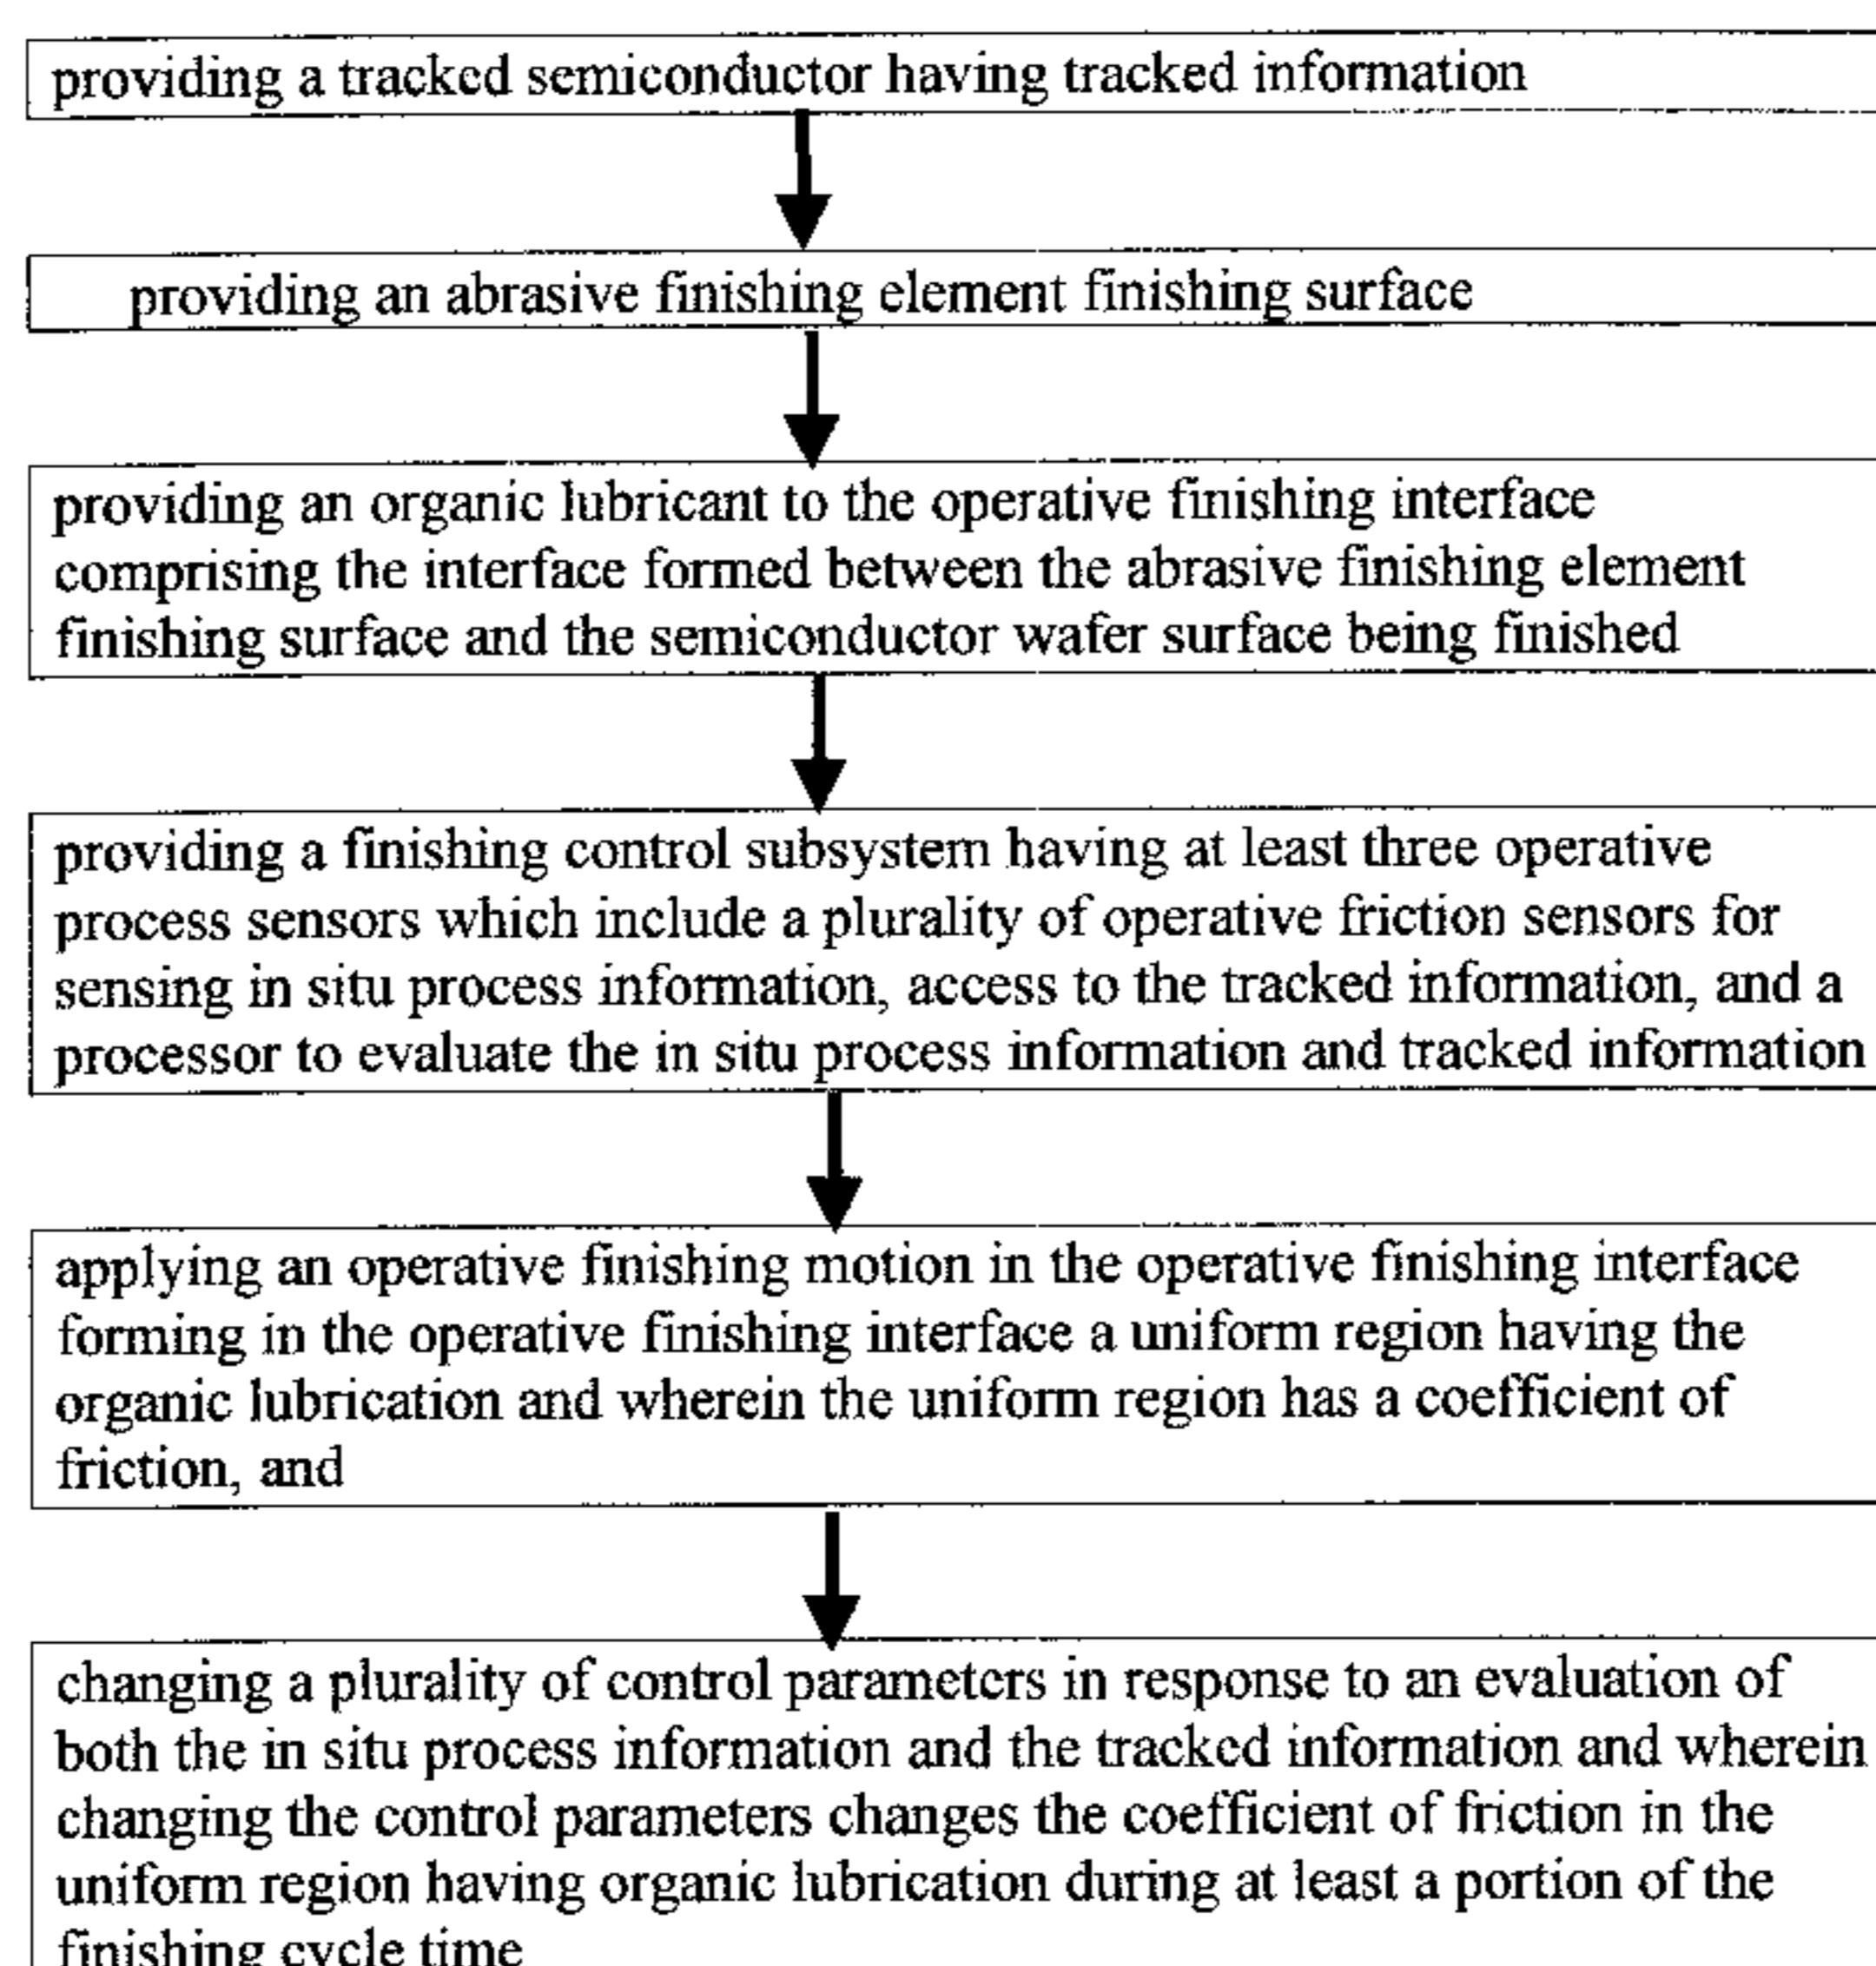 providing a tracked semiconductor having tracked information
providing an abrasive finishing element finishing surface
providing an organic lubricant to the operative finishing interface
comprising the interface formed between the abrasive finishing element
finishing surface and the semiconductor wafer surface being finished
providing a finishing control subsystem having at least three operative
process sensors which include a plurality of operative friction sensors for
sensing in situ process information, access to the tracked information, and a
processor to evaluate the in situ process information and tracked information
applying an operative finishing motion in the operative finishing interface
forming in the operative finishing interface a uniform region having the
organic lubrication and wherein the uniform region has a coefficient of
friction, and
changing a plurality of control parameters in response to an evaluation of
both the in situ process information and the tracked information and wherein
changing the control parameters changes the coefficient of friction in the
uniform region having organic lubrication during at least a portion of the
finishing cycle time